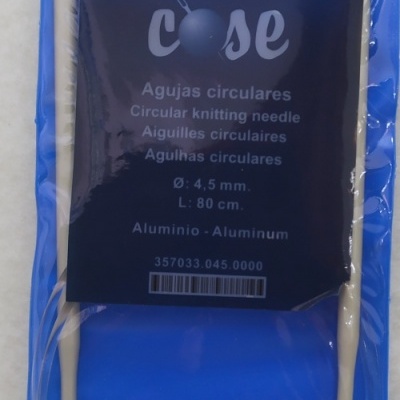 cose
Agujas circulares
Circular knitting needle
Aiguilles circulaires
Agulhas circulares
Ø: 4,5 mm.
L: 80 cm.
Aluminio - Aluminum
357033.045.0000